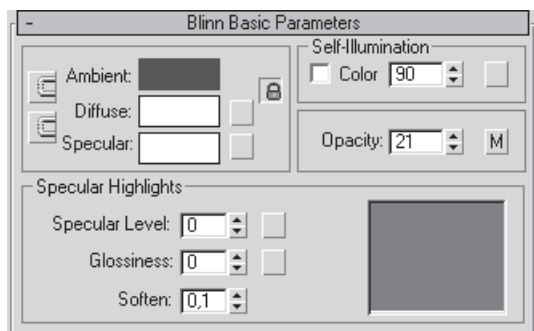 - Blinn Basic Parameters
Self-Illumination
Ambient:
Color 90
Diffuse:
Specular:
Opacity: 21 M
Specular Highlights
Specular Level: 0
Glossiness: 0
Soften: 0,1